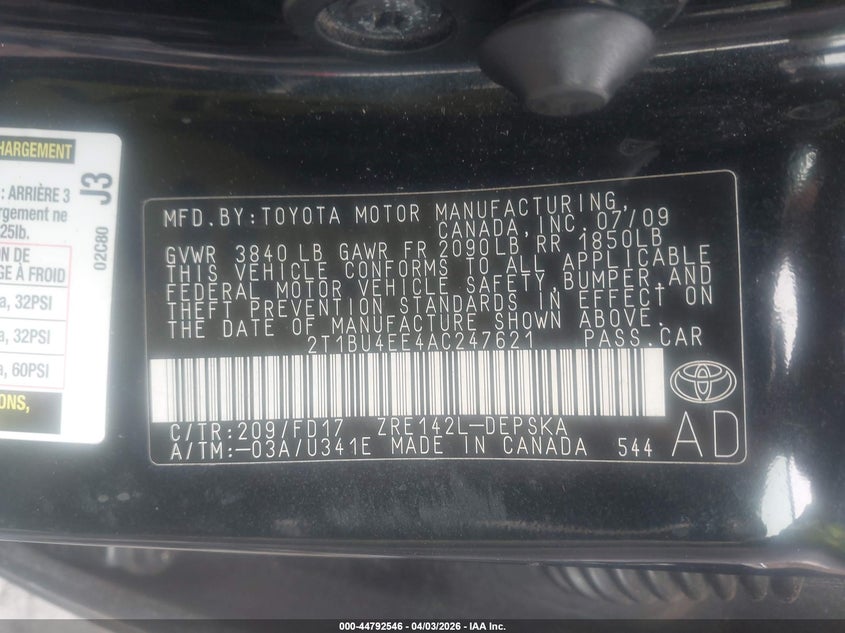 HARGEMENT
: ARRIÈRE 3
rgement ne
25lb.
ON DE
GE À FROID
a, 32PSI
a, 32PSI
a, 60PSI
ONS,
J3
02C80
MFD.BY:TOYOTA MOTOR MANUFACTURING,
CANADA,INC.07/09
GVWR 3840 LB GAWR FR 2090LB,RR 1850LB
THIS VEHICLE CONFORMS TO ALL APPLICABLE
FEDERAL MOTOR VEHICLE SAFETY,BUMPER,AND
THEFT PREVENTION STANDARDS IN EFFECT ON
THE DATE OF MANUFACTURE SHOWN ABOVE.
2T1BU4EE4AC247621 PASS.CAR
C/TR:209/FD17 ZRE142L-DEPSKA
A/TM:-03A/U341E MADE IN CANADA 544
AD
000-44792546 - 04/03/2026 - IAA Inc.